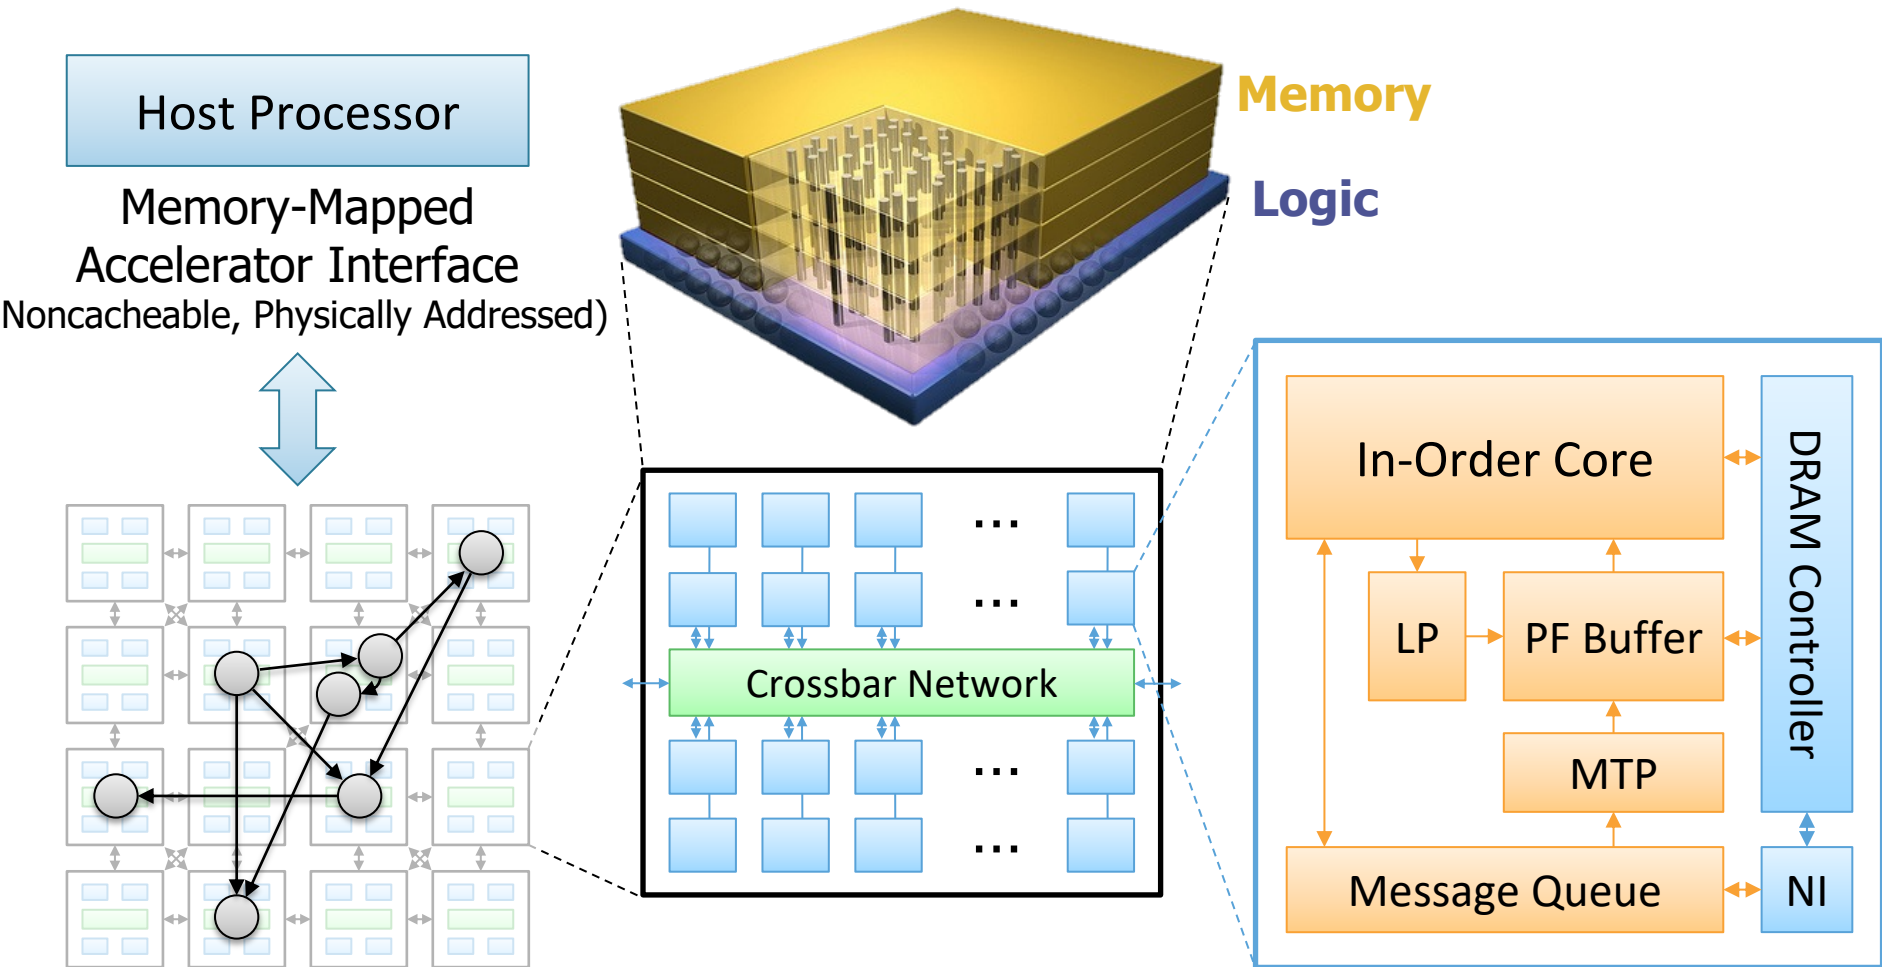 Host Processor
Memory-Mapped
Accelerator Interface
Noncacheable, Physically Addressed)
Memory
Logic
...
...
Crossbar Network
...
...
In-Order Core
DRAM Controller
LP
PF Buffer
MTP
Message Queue
NI